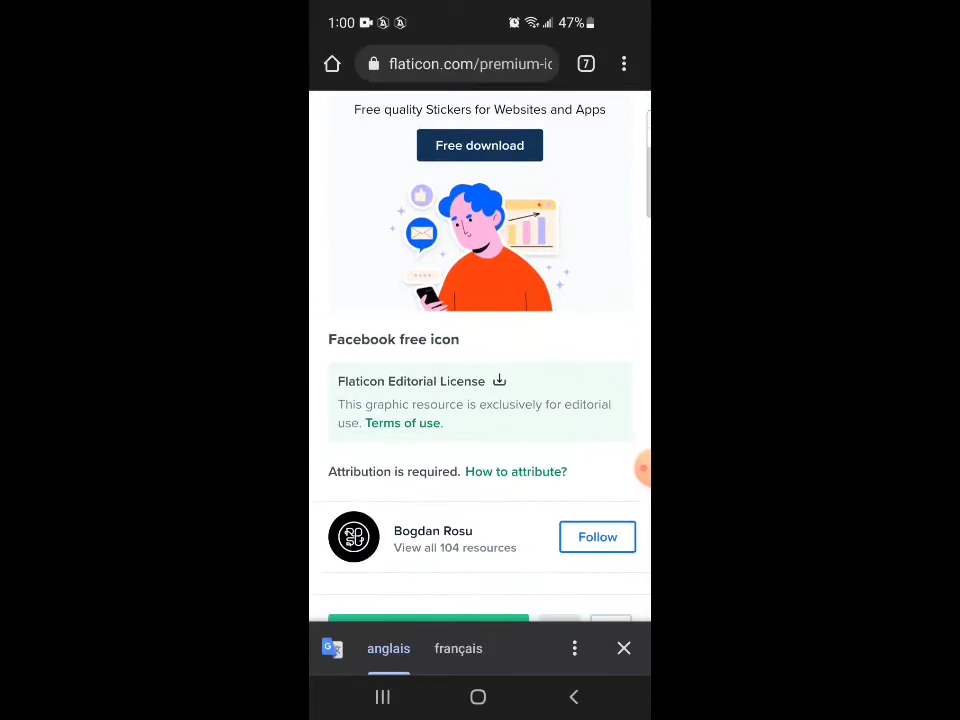 1:00 47%
flaticon.com/premium-ic 7
Free quality Stickers for Websites and Apps
Free download
Facebook free icon
Flaticon Editorial License
This graphic resource is exclusively for editorial
use. Terms of use.
Attribution is required. How to attribute?
Bogdan Rosu
View all 104 resources
Follow
anglais français